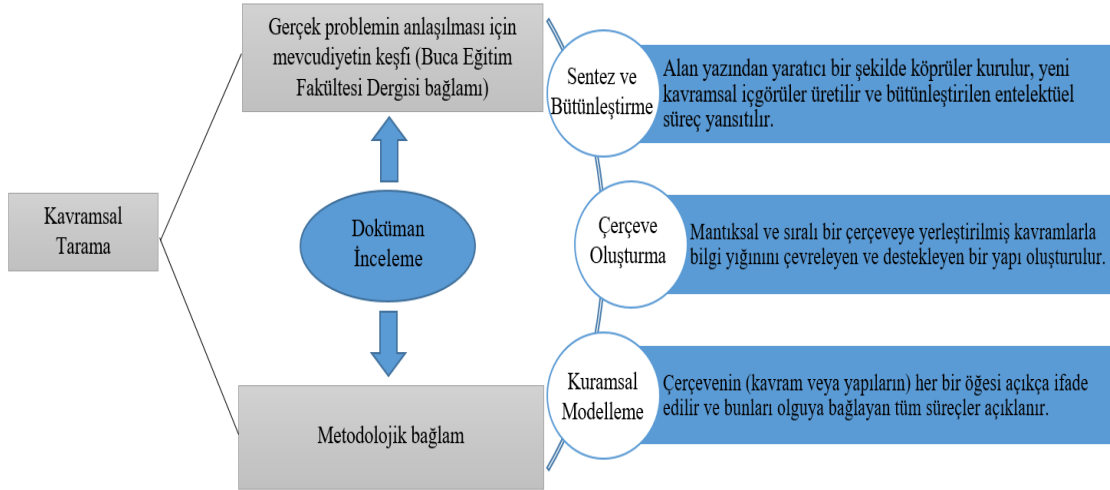 Kavramsal
Tarama
Gerçek problemin anlaşılması için
mevcudiyetin keşfi (Buca Eğitim
Fakültesi Dergisi bağlamı)
Doküman
İnceleme
Metodolojik bağlam
Sentez ve
Bütünleştirme
Alan yazından yaratıcı bir şekilde köprüler kurulur, yeni
kavramsal içgörüler üretilir ve bütünleştirilen entelektüel
süreç yansıtılır.
Çerçeve
Oluşturma
Mantıksal ve sıralı bir çerçeveye yerleştirilmiş kavramlarla
bilgi yığınını çevreleyen ve destekleyen bir yapı oluşturulur.
Kuramsal
Modelleme
Çerçevenin (kavram veya yapıların) her bir öğesi açıkça ifade
edilir ve bunları olguya bağlayan tüm süreçler açıklanır.